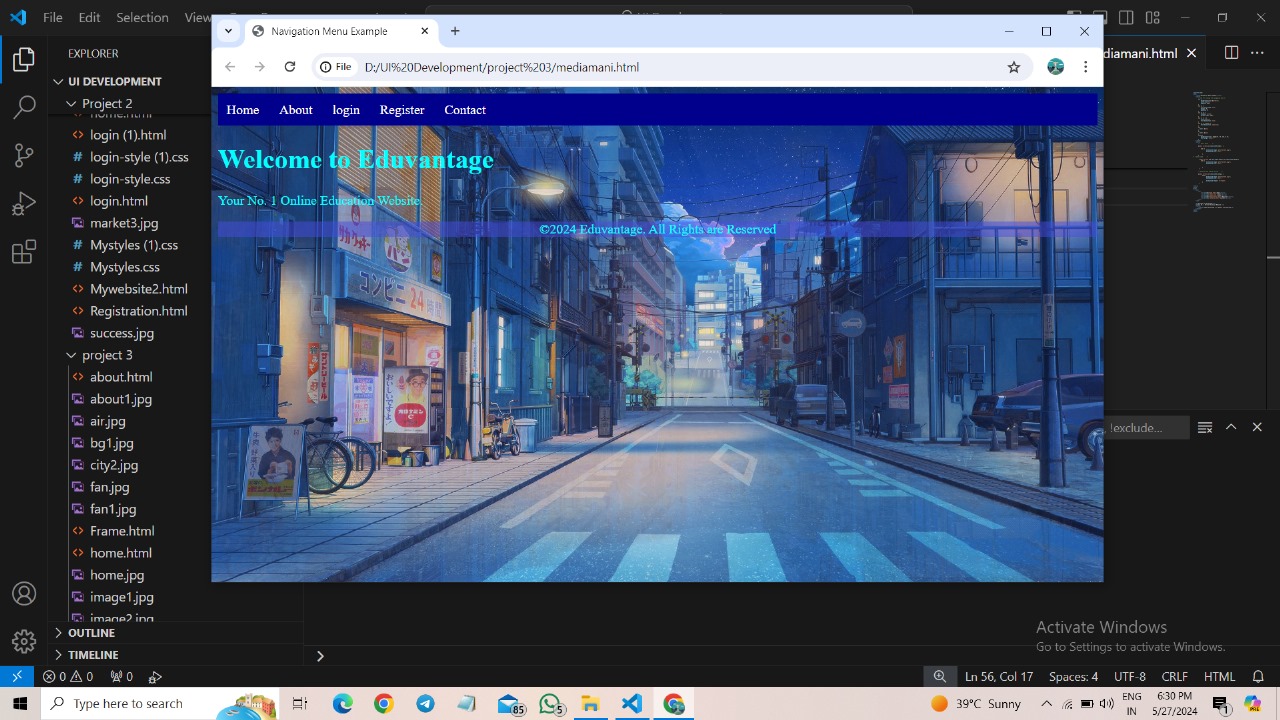 File Edit Selection View
Navigation Menu Example
File D:/UI%20Development/project%203/mediamani.html
diamani.html
EXPLORER
UI DEVELOPMENT
Project 2
home.html
login (1).html
login-style (1).css
login-style.css
login.html
market3.jpg
Mystyles (1).css
Mystyles.css
Mywebsite2.html
Registration.html
success.jpg
project 3
about.html
about1.jpg
air.jpg
bg1.jpg
city2.jpg
fan.jpg
fan1.jpg
Frame.html
home.html
home.jpg
image1.jpg
image2.jpg
OUTLINE
TIMELINE
Home About login Register Contact
Welcome to Eduvantage
Your No. 1 Online Education Website
©2024 Eduvantage. All Rights are Reserved
コンビニ 24
!exclude...
Activate Windows
Go to Settings to activate Windows.
0 0 0
Ln 56, Col 17 Spaces: 4 UTF-8 CRLF HTML
Type here to search
85
5
39°C Sunny
ENG
IN
6:30 PM
5/27/2024
1